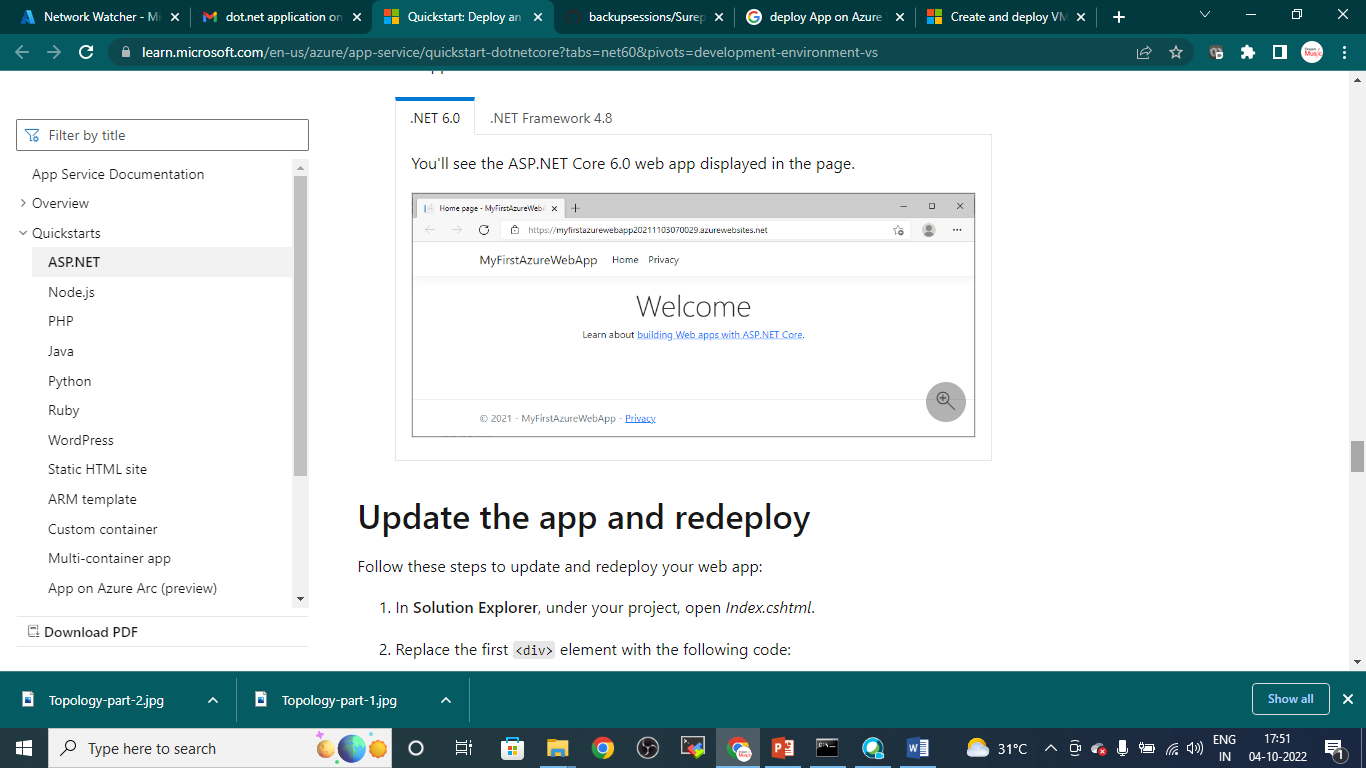 Network Watcher - Mi
dot.net application on
Quickstart: Deploy an
backupsessions/Surep
deploy App on Azure
Create and deploy VM
learn.microsoft.com/en-us/azure/app-service/quickstart-dotnetcore?tabs=net60&pivots=development-environment-vs
.NET 6.0
.NET Framework 4.8
Filter by title
You'll see the ASP.NET Core 6.0 web app displayed in the page.
App Service Documentation
Overview
Quickstarts
ASP.NET
Node.js
PHP
Java
Python
Ruby
WordPress
Static HTML site
ARM template
Custom container
Multi-container app
App on Azure Arc (preview)
Download PDF
Home page - MyFirstAzureWebA
https://myfirstazurewebapp20211103070029.azurewebsites.net
MyFirstAzureWebApp Home Privacy
Welcome
Learn about building Web apps with ASP.NET Core.
© 2021 - MyFirstAzureWebApp - Privacy
Update the app and redeploy
Follow these steps to update and redeploy your web app:
1. In Solution Explorer, under your project, open Index.cshtml.
2. Replace the first <div> element with the following code:
Topology-part-2.jpg
Topology-part-1.jpg
Show all
Type here to search
31°C
ENG
IN
17:51
04-10-2022
1